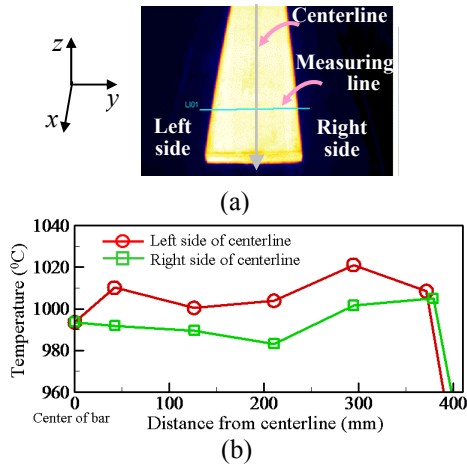 Centerline
z
Measuring
line
y
LI01
x
Left
side
Right
side
(a)
1040
1020
1000
980
960
Temperature (⁰C)
Left side of centerline
Right side of centerline
0
100
200
300
400
Center of bar
Distance from centerline (mm)
(b)